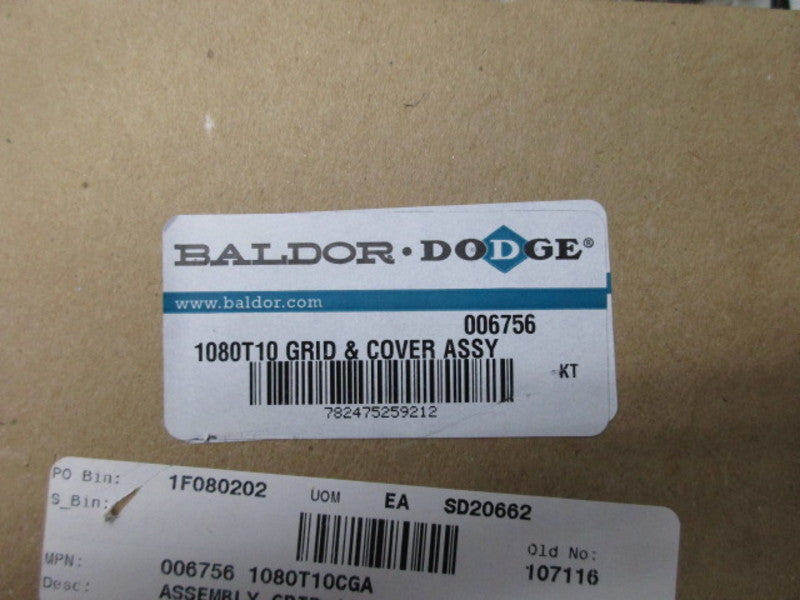 BALDOR · DODGE®
www.baldor.com
006756
1080T10 GRID & COVER ASSY
KT
782475259212
PO Bin: 1F080202 UOM EA SD20662
S_Bin:
Old No:
MPN: 006756 1080T10CGA 107116
Desc: ASSEMBLY